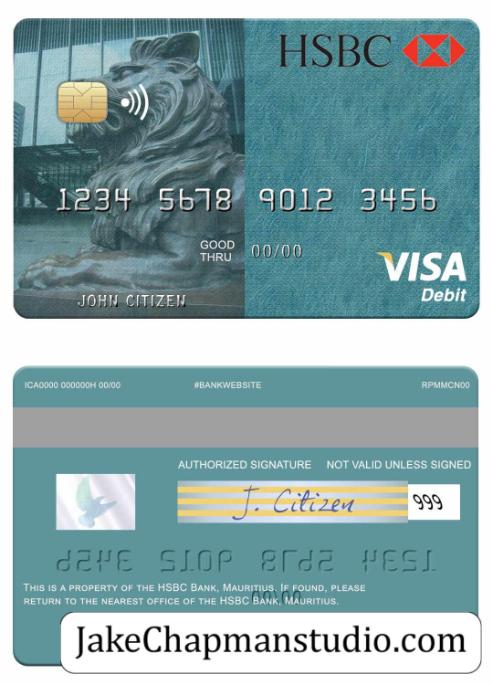 HSBC
1234 5678 9012 3456
GOOD
THRU
00/00
VISA
Debit
JOHN CITIZEN
ICA0000 000000H 00/00 #BANKWEBSITE RPMMCN00
AUTHORIZED SIGNATURE NOT VALID UNLESS SIGNED
J. Citizen 999
THIS IS A PROPERTY OF THE HSBC BANK, MAURITIUS. IF FOUND, PLEASE
RETURN TO THE NEAREST OFFICE OF THE HSBC BANK, MAURITIUS.
JakeChapmanstudio.com